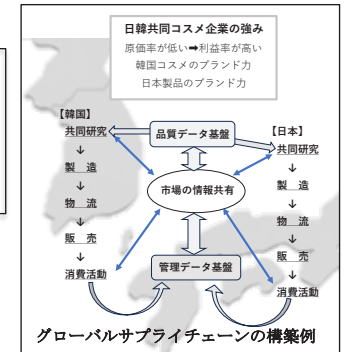 日韓共同コスメ企業の強み
原価率が低い➡利益率が高い
韓国コスメのブランド力
日本製品のブランド力
【韓国】
共同研究
↓
製 造
↓
物 流
↓
販 売
↓
消費活動
品質データ基盤
市場の情報共有
管理データ基盤
【日本】
共同研究
↓
製 造
↓
物 流
↓
販 売
↓
消費活動
グローバルサプライチェーンの構築例